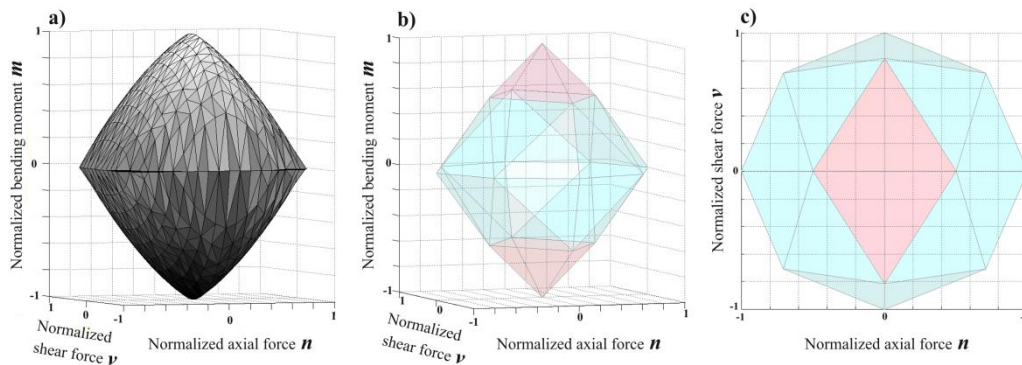 a)
Normalized bending moment m
1
0
-1
1
0
-1
0
1
Normalized
shear force v
Normalized axial force n
b)
Normalized bending moment m
1
0
-1
1
0
-1
0
1
Normalized
shear force v
Normalized axial force n
c)
Normalized shear force v
1
0
-1
-1
0
1
Normalized axial force n